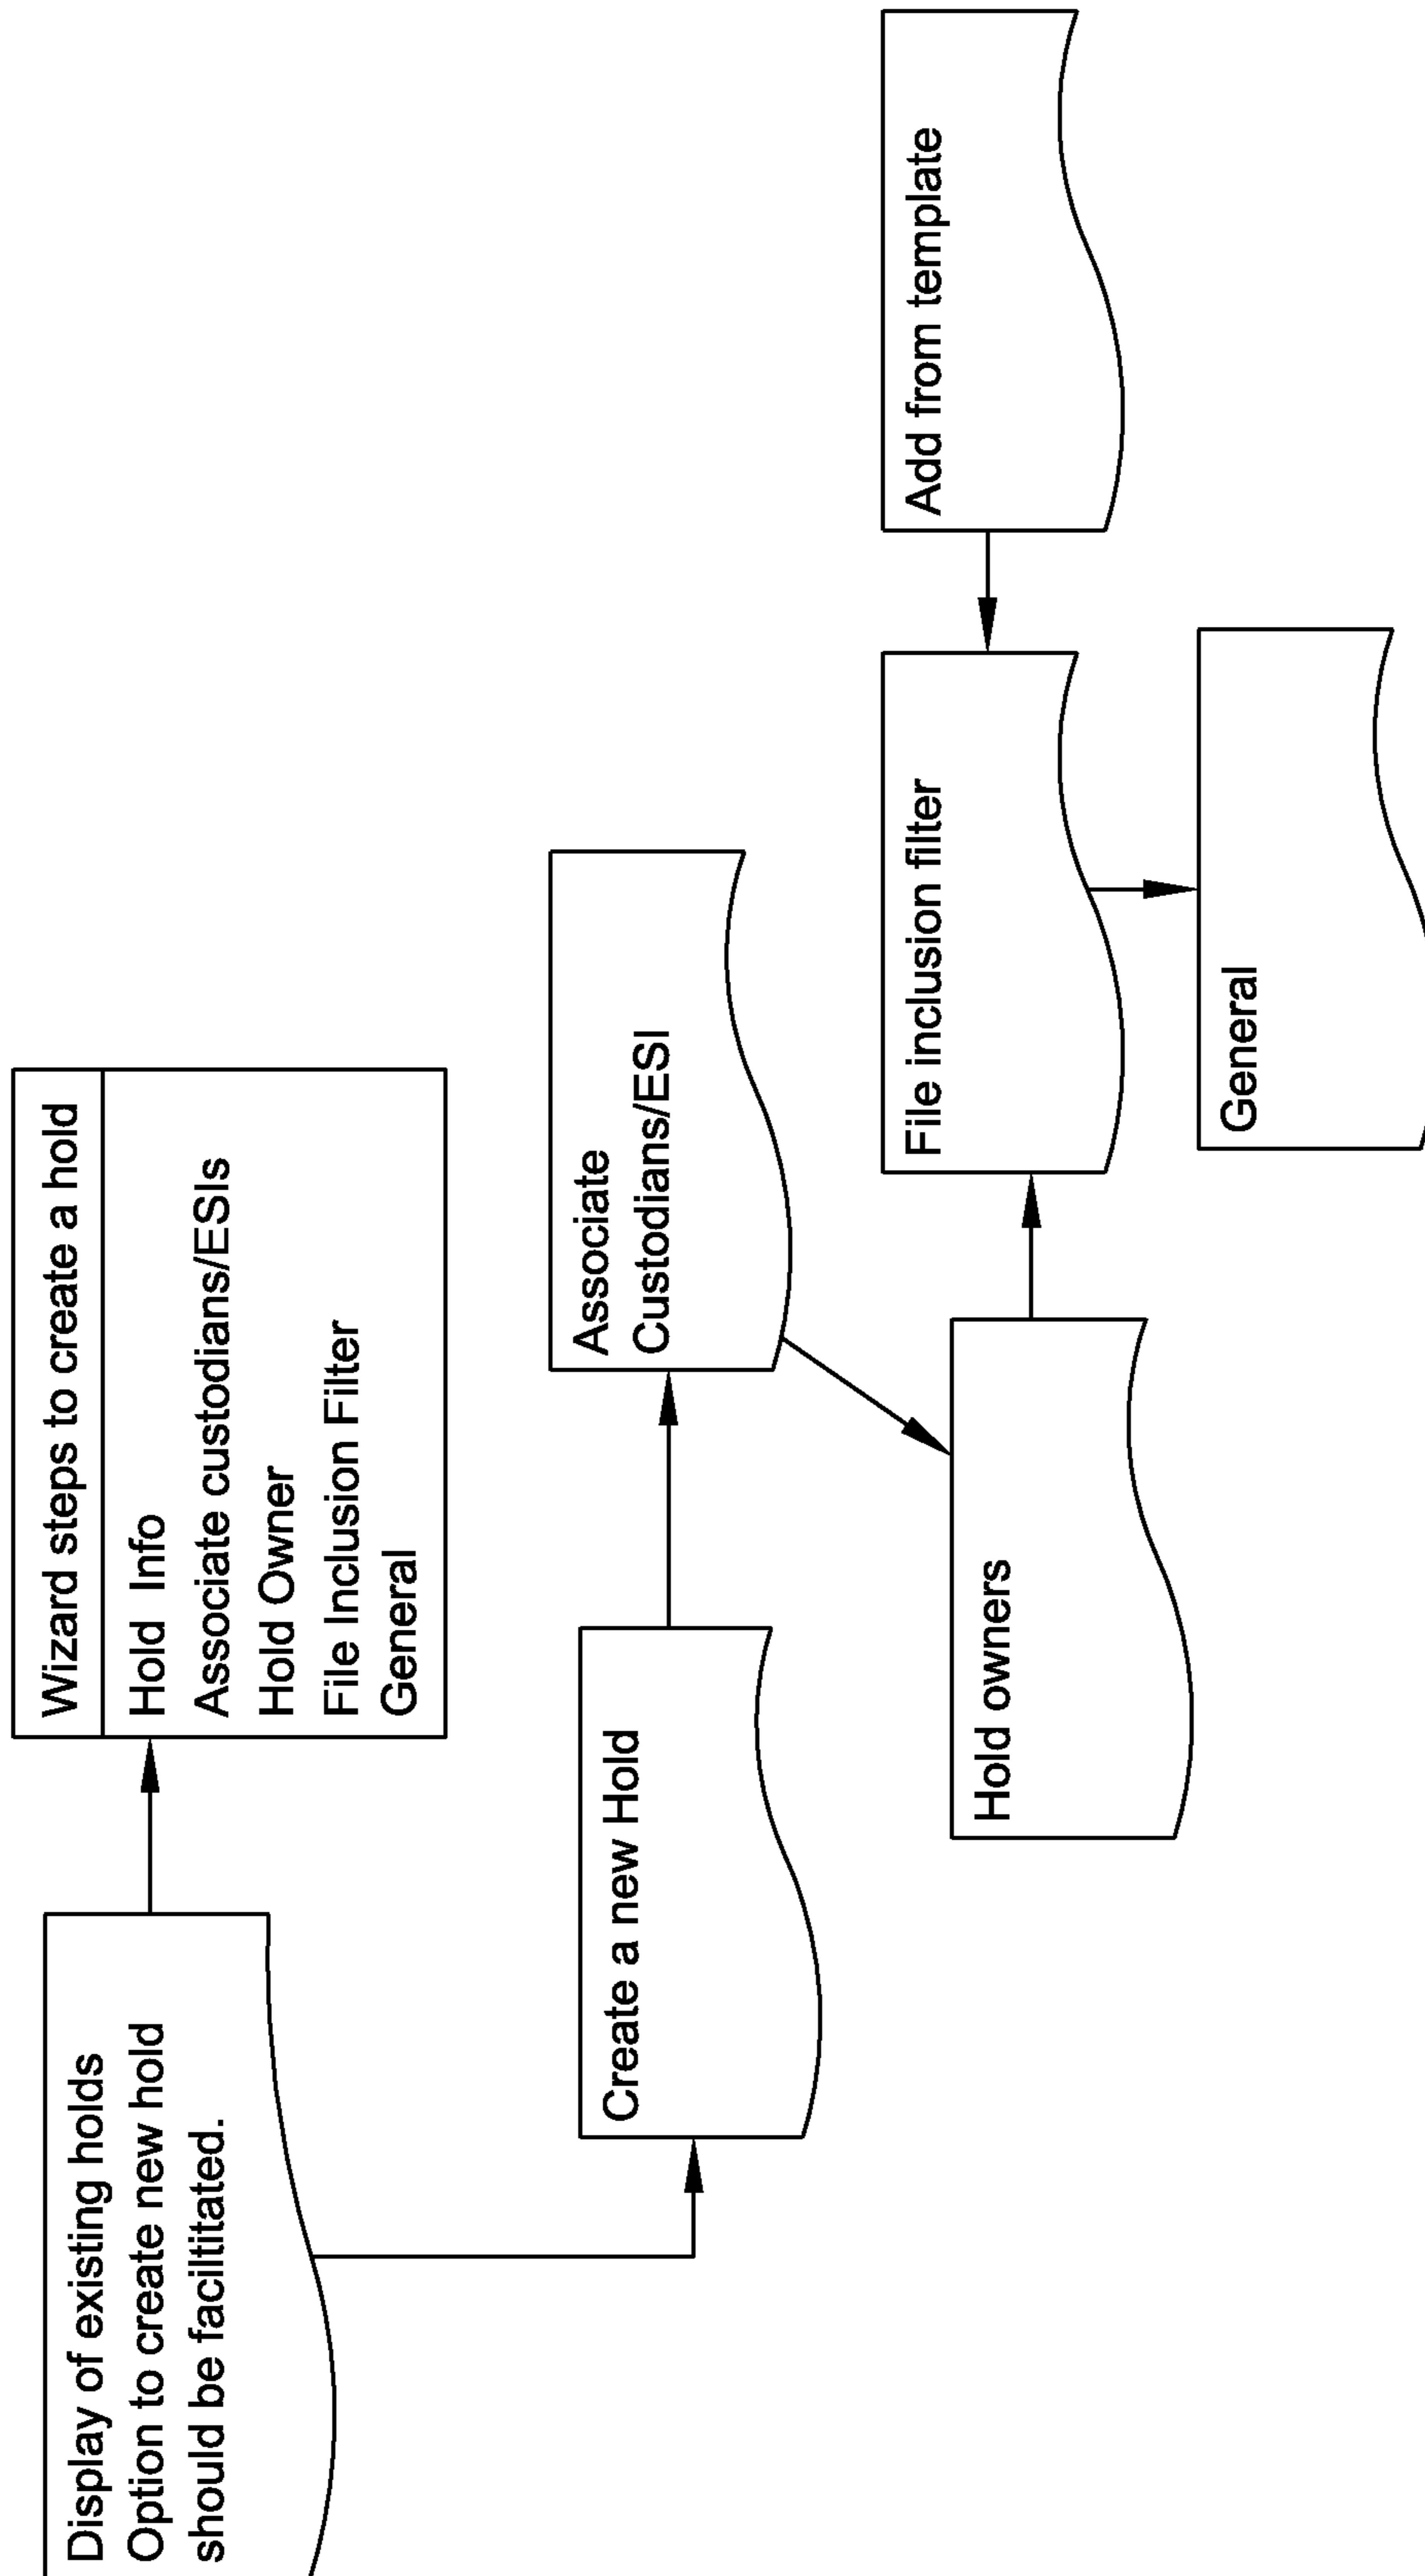 Display of existing holds
Option to create new hold
should be faciltitated.
Wizard steps to create a hold
Hold Info
Associate custodians/ESIs
Hold Owner
File Inclusion Filter
General
Create a new Hold
Associate
Custodians/ESI
Hold owners
File inclusion filter
Add from template
General